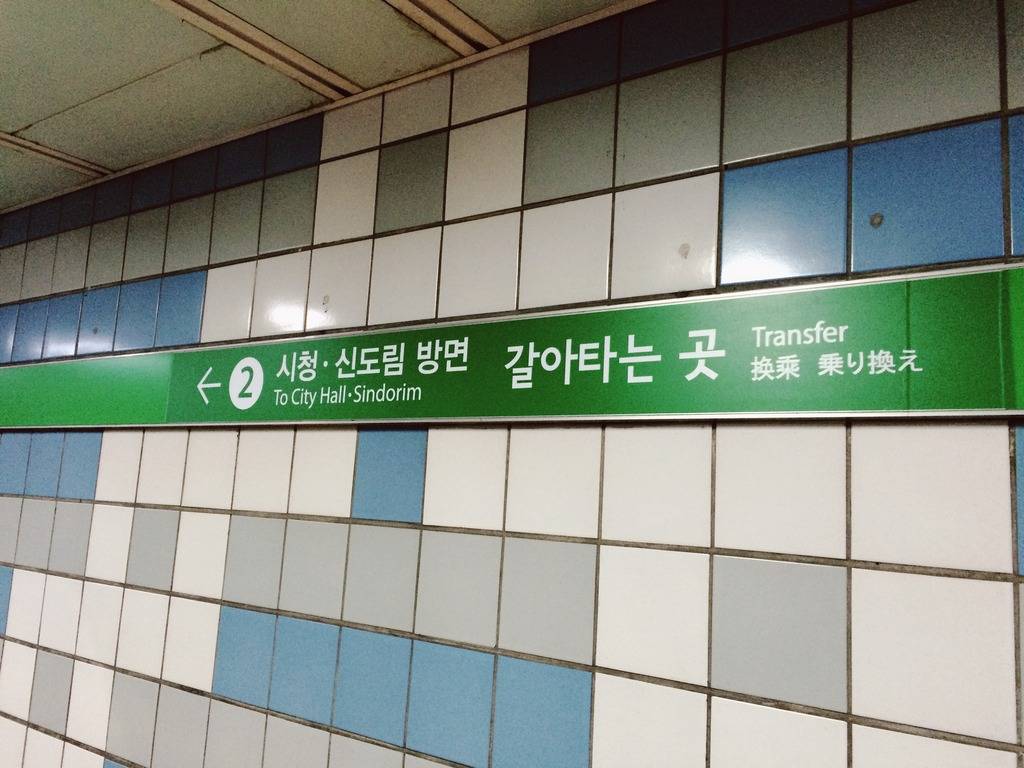 ← 2 시청·신도림 방면
To City Hall·Sindorim
갈아타는 곳
Transfer
换乘 乗り換え